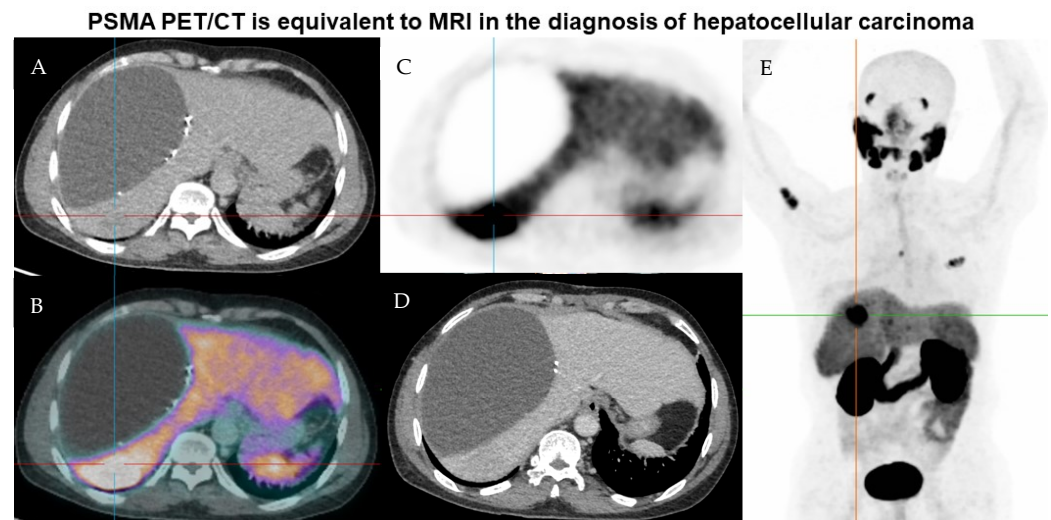 PSMA PET/CT is equivalent to MRI in the diagnosis of hepatocellular carcinoma
A
C
E
B
D